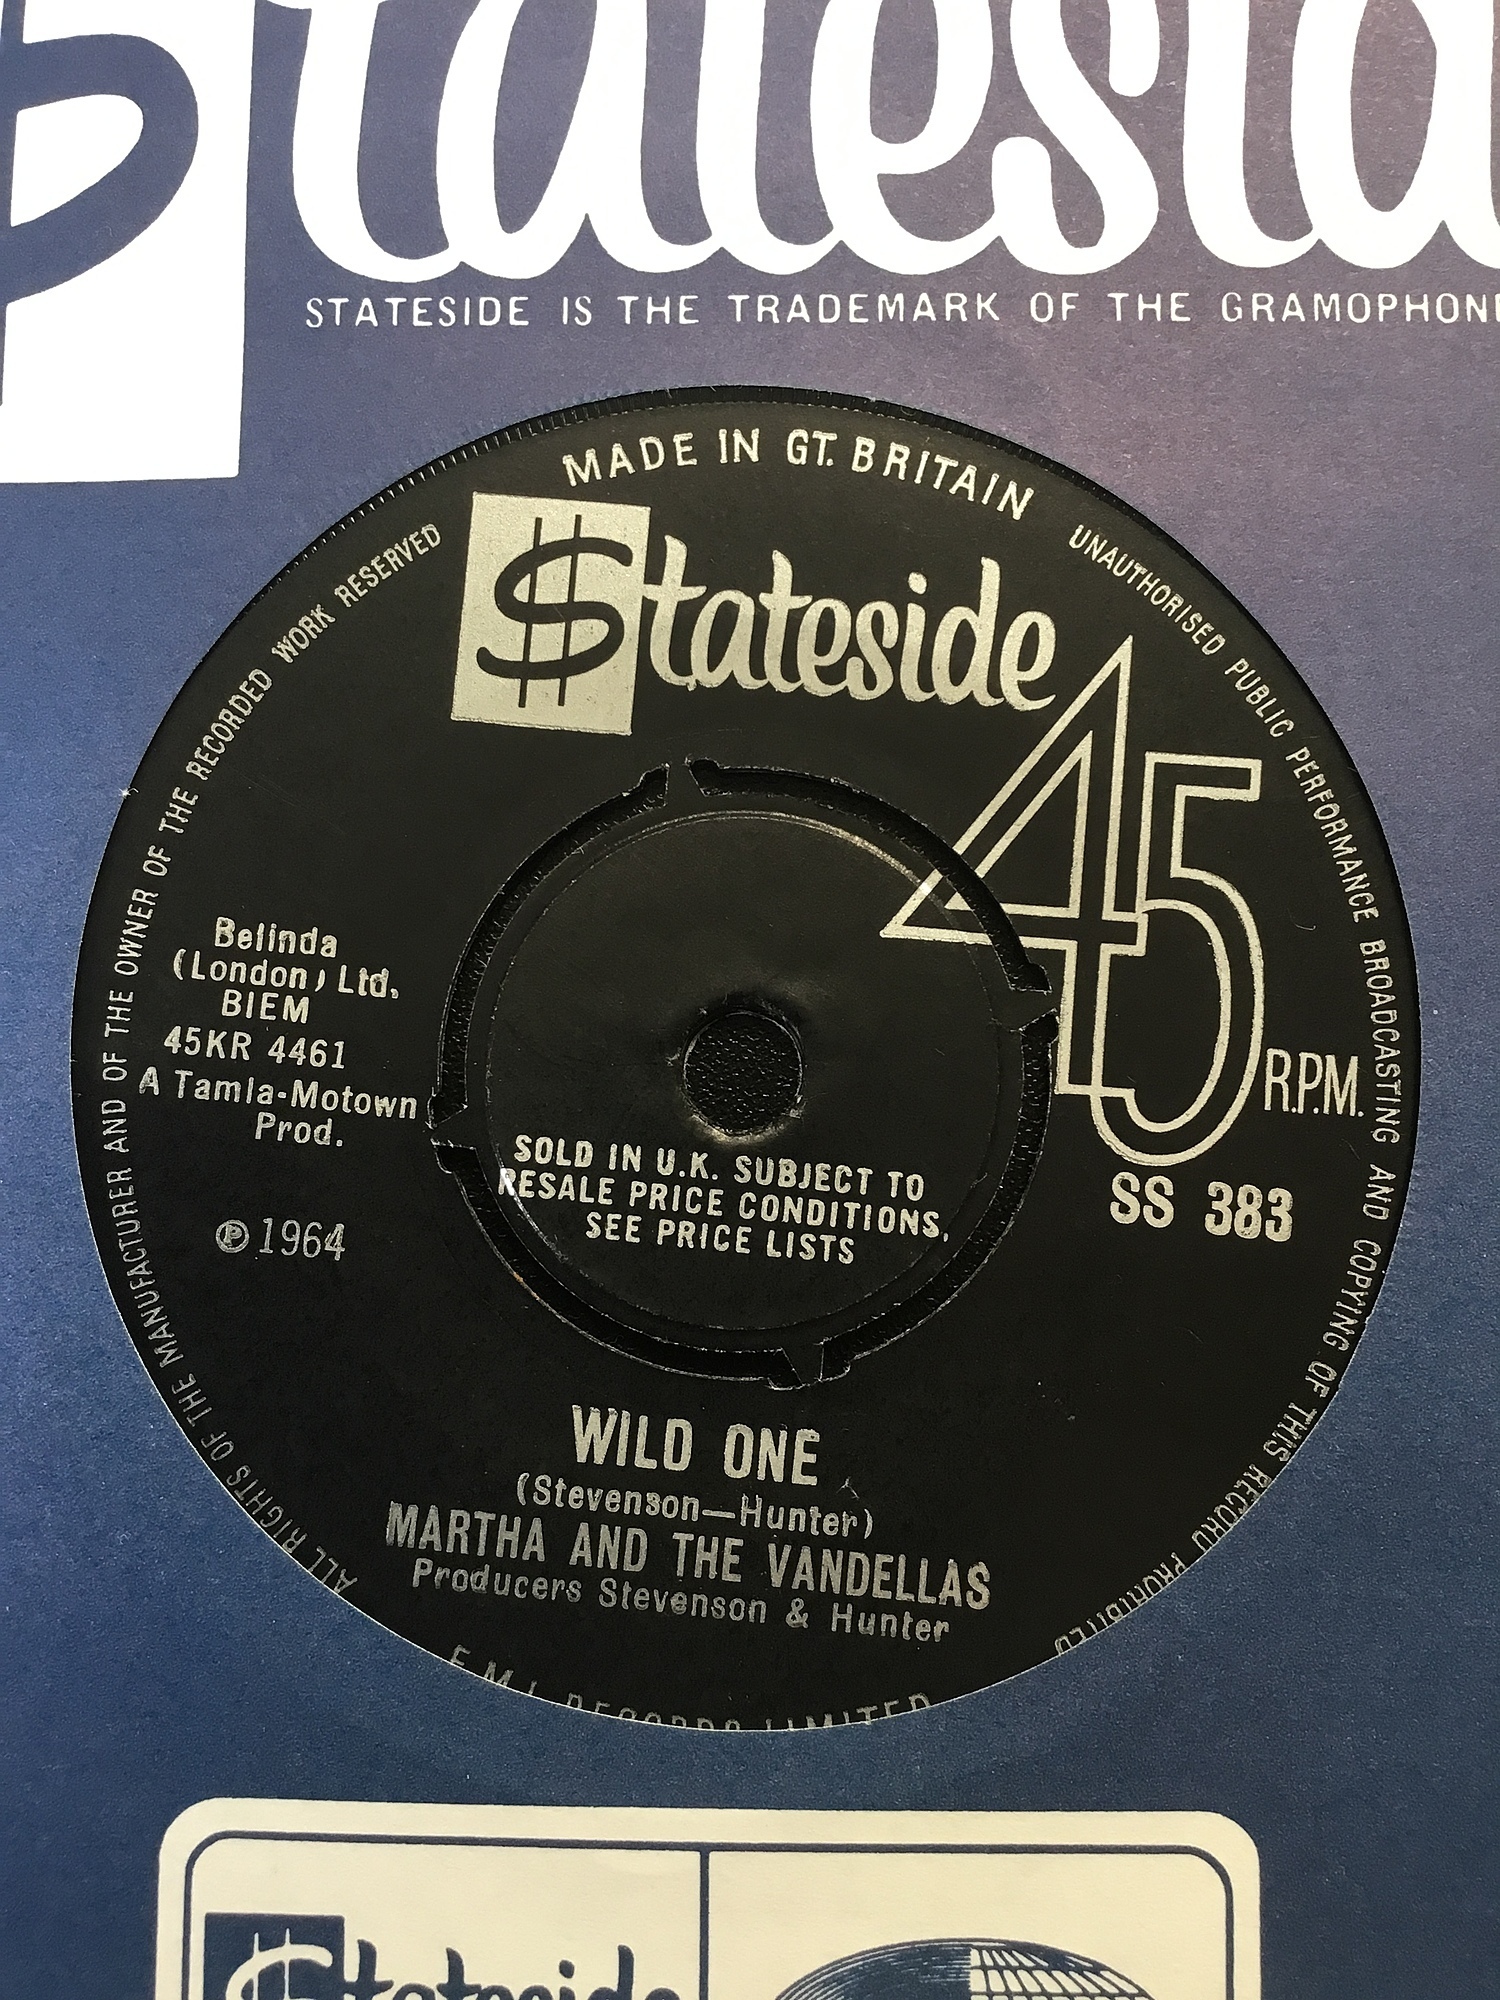 Stateside
STATESIDE IS THE TRADEMARK OF THE
MADE IN GT. BRITAIN
Stateside
45
R.P.M.
SS 383
Belinda
(London) Ltd.
BIEM
45KR 4461
A Tamla-Motown
Prod.
℗ 1964
SOLD IN U.K. SUBJECT TO
RESALE PRICE CONDITIONS,
SEE PRICE LISTS
WILD ONE
(Stevenson—Hunter)
MARTHA AND THE VANDELLAS
Producers Stevenson & Hunter
E.M.I. RECORDS LIMITED
ALL RIGHTS OF THE MANUFACTURER AND OF THE OWNER OF THE RECORDED WORK RESERVED
UNAUTHORISED PUBLIC PERFORMANCE BROADCASTING AND COPYING OF THIS RECORD PROHIBITED
Stateside